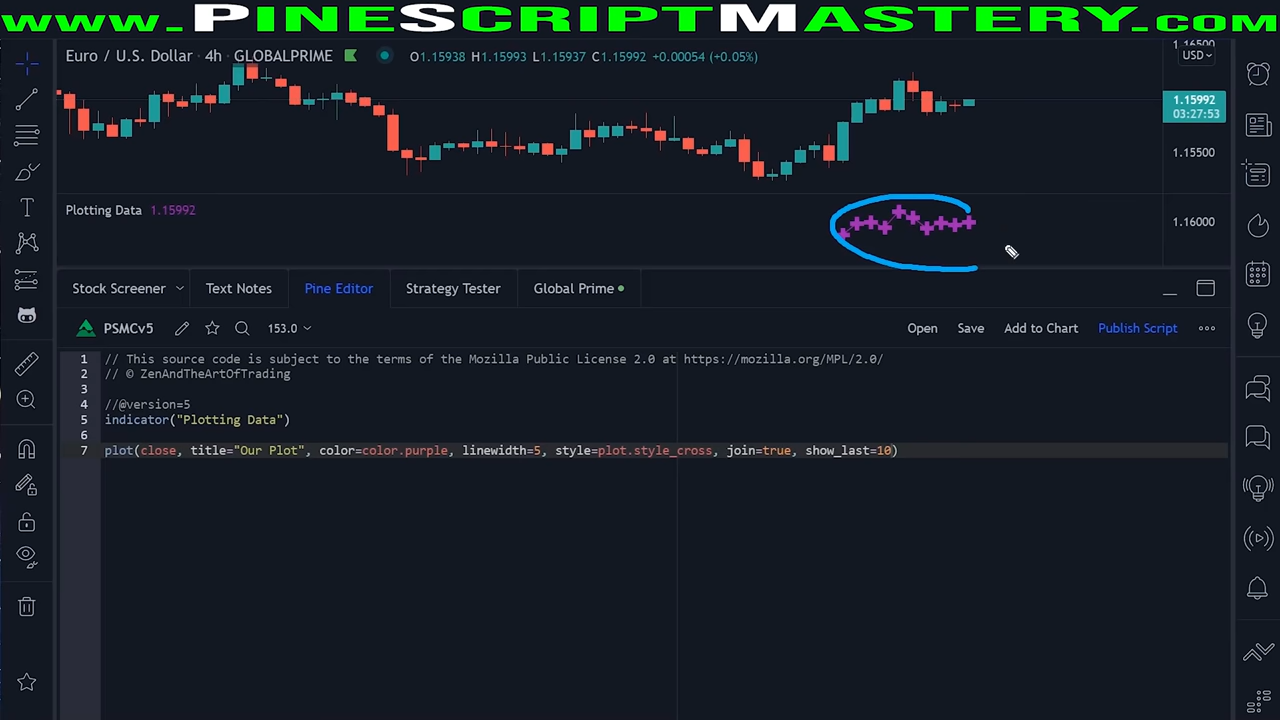 www.PineScriptMastery.com
Euro / U.S. Dollar 4h GLOBALPRIME O1.15938 H1.15993 L1.15937 C1.15992 +0.00054 (+0.05%)
1.16500
USD
1.15992
03:27:53
1.15500
Plotting Data 1.15992
1.16000
Stock Screener Text Notes Pine Editor Strategy Tester Global Prime
PSMCv5 153.0 Open Save Add to Chart Publish Script
1 // This source code is subject to the terms of the Mozilla Public License 2.0 at https://mozilla.org/MPL/2.0/
2 // © ZenAndTheArtOfTrading
3
4 //@version=5
5 indicator("Plotting Data")
6
7 plot(close, title="Our Plot", color=color.purple, linewidth=5, style=plot.style_cross, join=true, show_last=10)